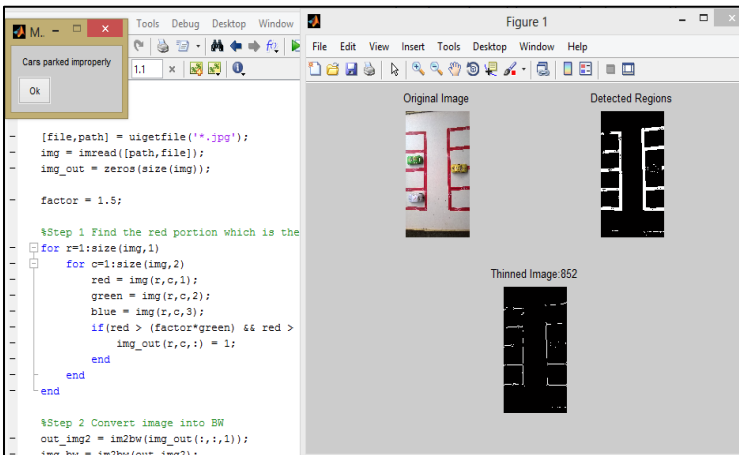 M..
Cars parked improperly
Ok
Tools Debug Desktop Window
1.1
[file,path] = uigetfile('*.jpg');
img = imread([path,file]);
img_out = zeros(size(img));
factor = 1.5;
%Step 1 Find the red portion which is the
for r=1:size(img,1)
for c=1:size(img,2)
red = img(r,c,1);
green = img(r,c,2);
blue = img(r,c,3);
if(red > (factor*green) && red >
img_out(r,c,:) = 1;
end
end
end
%Step 2 Convert image into BW
out_img2 = im2bw(img_out(:,:,1));
img_bw = im2bw(out_img2);
Figure 1
File Edit View Insert Tools Desktop Window Help
Original Image
Detected Regions
Thinned Image:852